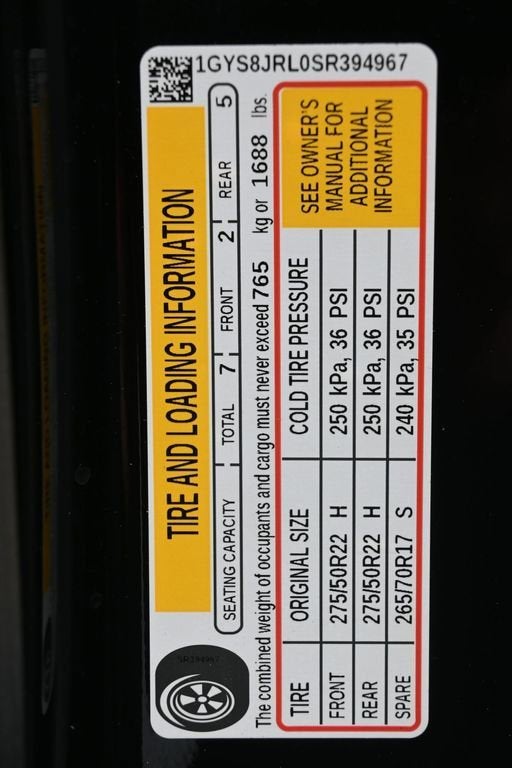 1GYS8JRL0SR394967
TIRE AND LOADING INFORMATION
SEATING CAPACITY TOTAL 7 FRONT 2 REAR 5
The combined weight of occupants and cargo must never exceed 765 kg or 1688 lbs.
TIRE ORIGINAL SIZE COLD TIRE PRESSURE
FRONT 275/50R22 H 250 kPa, 36 PSI
REAR 275/50R22 H 250 kPa, 36 PSI
SPARE 265/70R17 S 240 kPa, 35 PSI
SEE OWNER'S
MANUAL FOR
ADDITIONAL
INFORMATION
SR394967